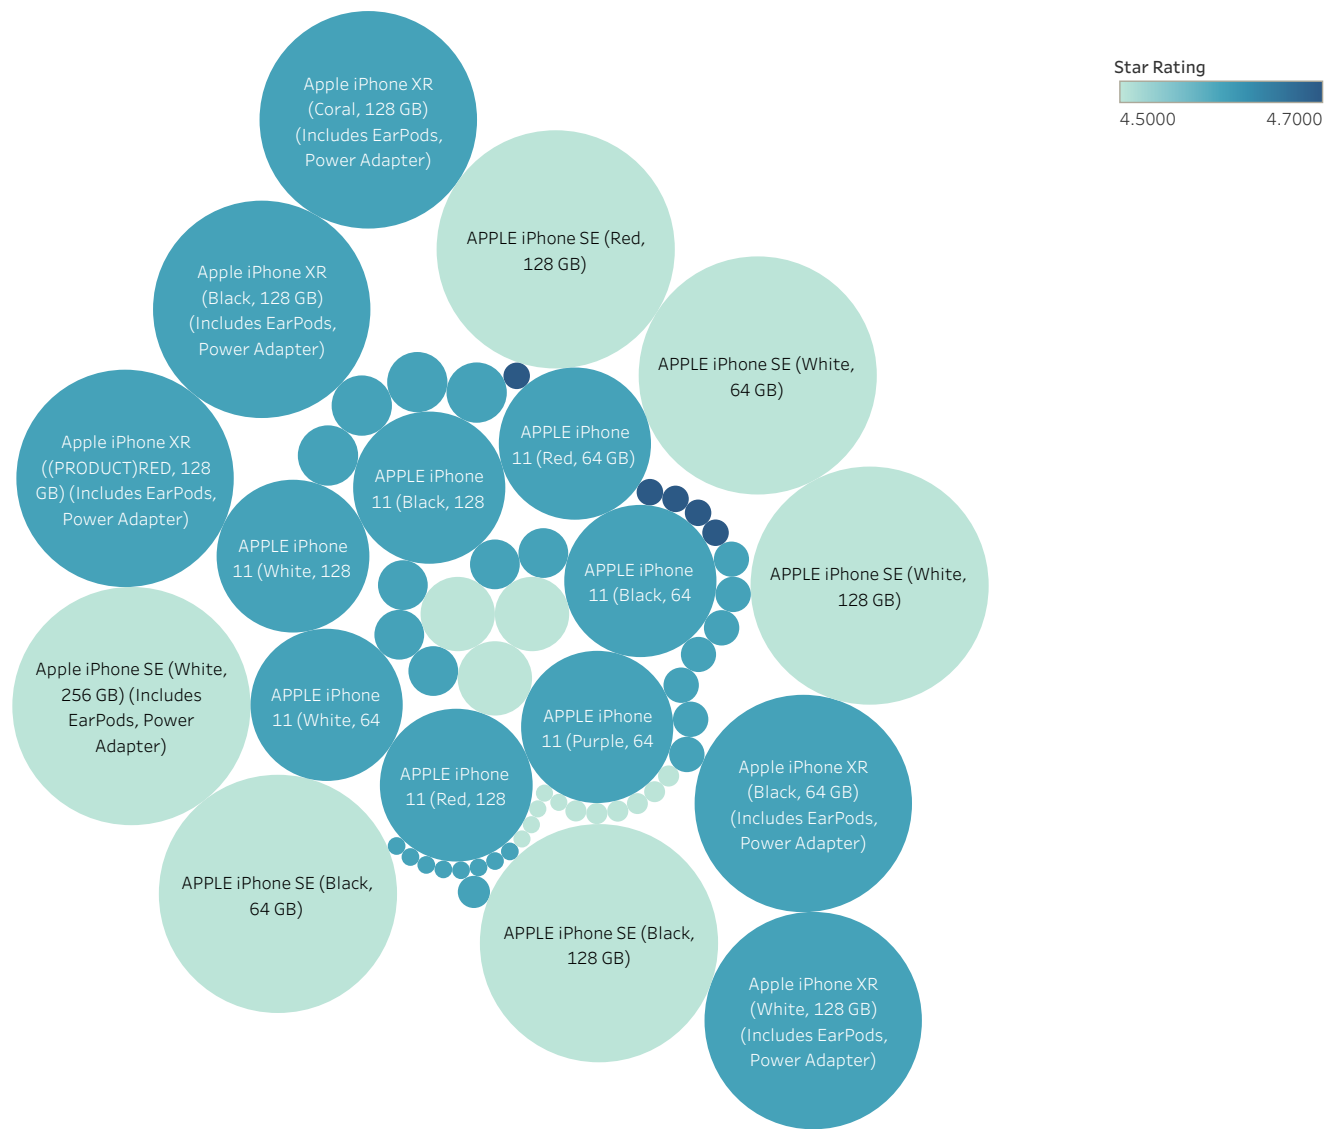 Star Rating
4.5000 4.7000
Apple iPhone XR
(Coral, 128 GB)
(Includes EarPods,
Power Adapter)
APPLE iPhone SE (Red,
128 GB)
Apple iPhone XR
(Black, 128 GB)
(Includes EarPods,
Power Adapter)
APPLE iPhone SE (White,
64 GB)
APPLE iPhone
11 (Red, 64 GB)
Apple iPhone XR
((PRODUCT)RED, 128
GB) (Includes EarPods,
Power Adapter)
APPLE iPhone
11 (Black, 128
APPLE iPhone
11 (White, 128
APPLE iPhone
11 (Black, 64
APPLE iPhone SE (White,
128 GB)
Apple iPhone SE (White,
256 GB) (Includes
EarPods, Power
Adapter)
APPLE iPhone
11 (White, 64
APPLE iPhone
11 (Purple, 64
APPLE iPhone
11 (Red, 128
Apple iPhone XR
(Black, 64 GB)
(Includes EarPods,
Power Adapter)
APPLE iPhone SE (Black,
64 GB)
APPLE iPhone SE (Black,
128 GB)
Apple iPhone XR
(White, 128 GB)
(Includes EarPods,
Power Adapter)